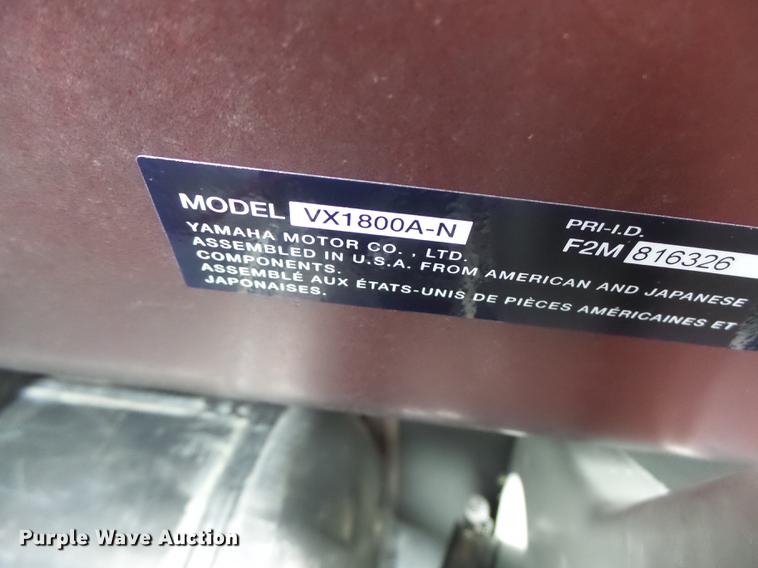 MODEL VX1800A-N
PRI-I.D.
F2M 816326
YAMAHA MOTOR CO., LTD.
ASSEMBLED IN U.S.A. FROM AMERICAN AND JAPANESE
COMPONENTS.
ASSEMBLÉ AUX ÉTATS-UNIS DE PIÈCES AMÉRICAINES ET
JAPONAISES.
Purple Wave Auction